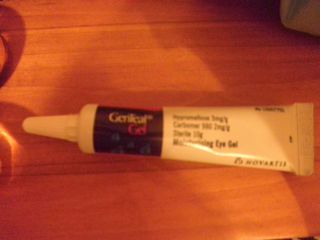 GenTeal®
Gel
Hypromellose 3mg/g
Carbomer 980 2mg/g
Sterile 10g
Moisturising Eye Gel
NOVARTIS